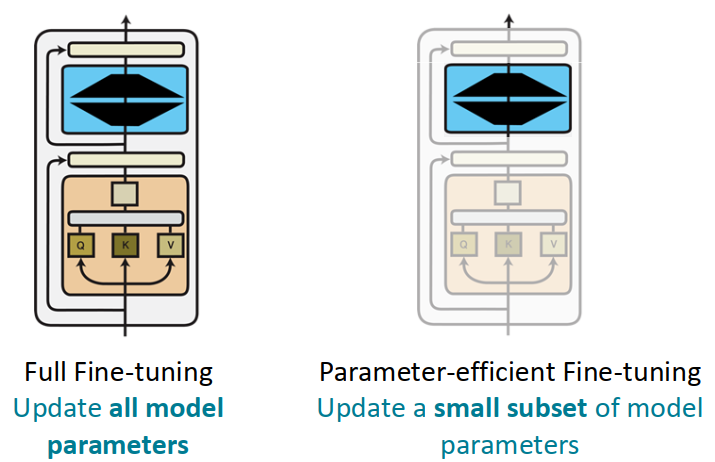 Q
K
V
Q
K
V
Full Fine-tuning
Update all model
parameters
Parameter-efficient Fine-tuning
Update a small subset of model
parameters